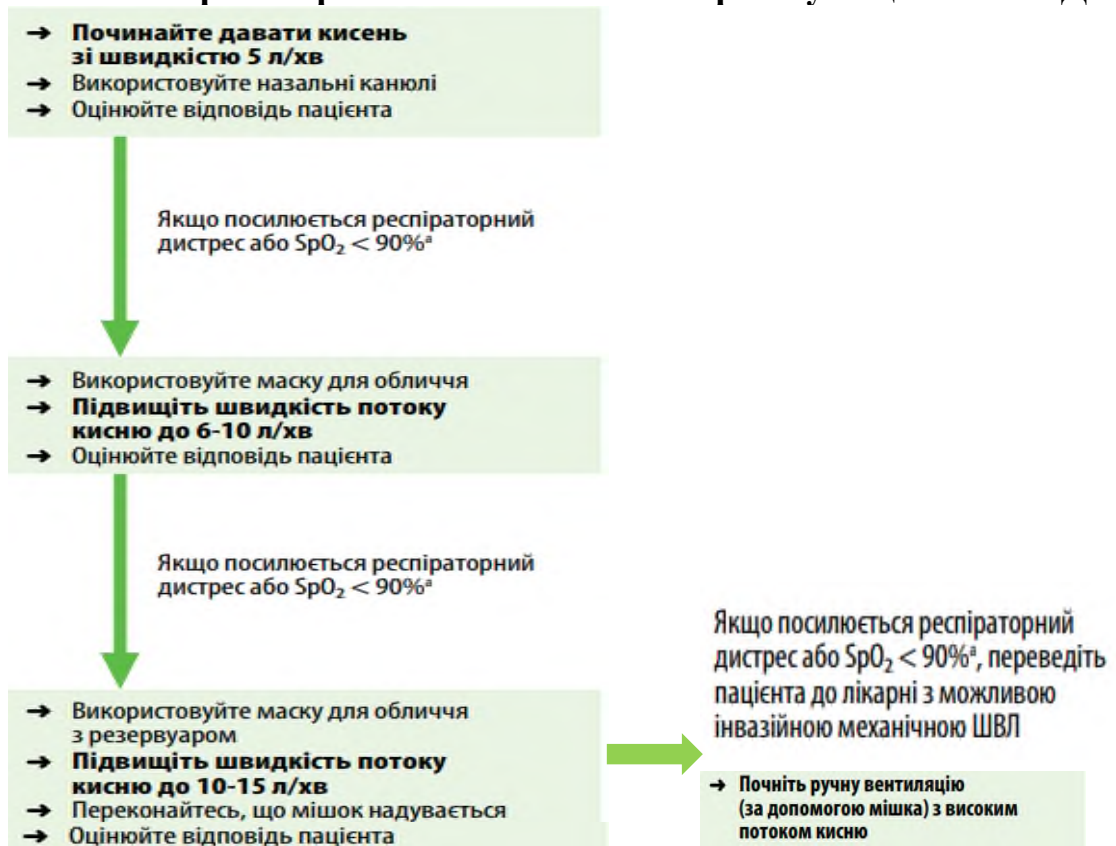 → Починайте давати кисень
зі швидкістю 5 л/хв
→ Використовуйте назальні канюлі
→ Оцінюйте відповідь пацієнта
Якщо посилюється респіраторний
дистрес або SpO₂ < 90%ª
→ Використовуйте маску для обличчя
→ Підвищіть швидкість потоку
кисню до 6-10 л/хв
→ Оцінюйте відповідь пацієнта
Якщо посилюється респіраторний
дистрес або SpO₂ < 90%ª
→ Використовуйте маску для обличчя
з резервуаром
→ Підвищіть швидкість потоку
кисню до 10-15 л/хв
→ Переконайтесь, що мішок надувається
→ Оцінюйте відповідь пацієнта
Якщо посилюється респіраторний
дистрес або SpO₂ < 90%ª, переведіть
пацієнта до лікарні з можливою
інвазійною механічною ШВЛ
→ Почніть ручну вентиляцію
(за допомогою мішка) з високим
потоком кисню